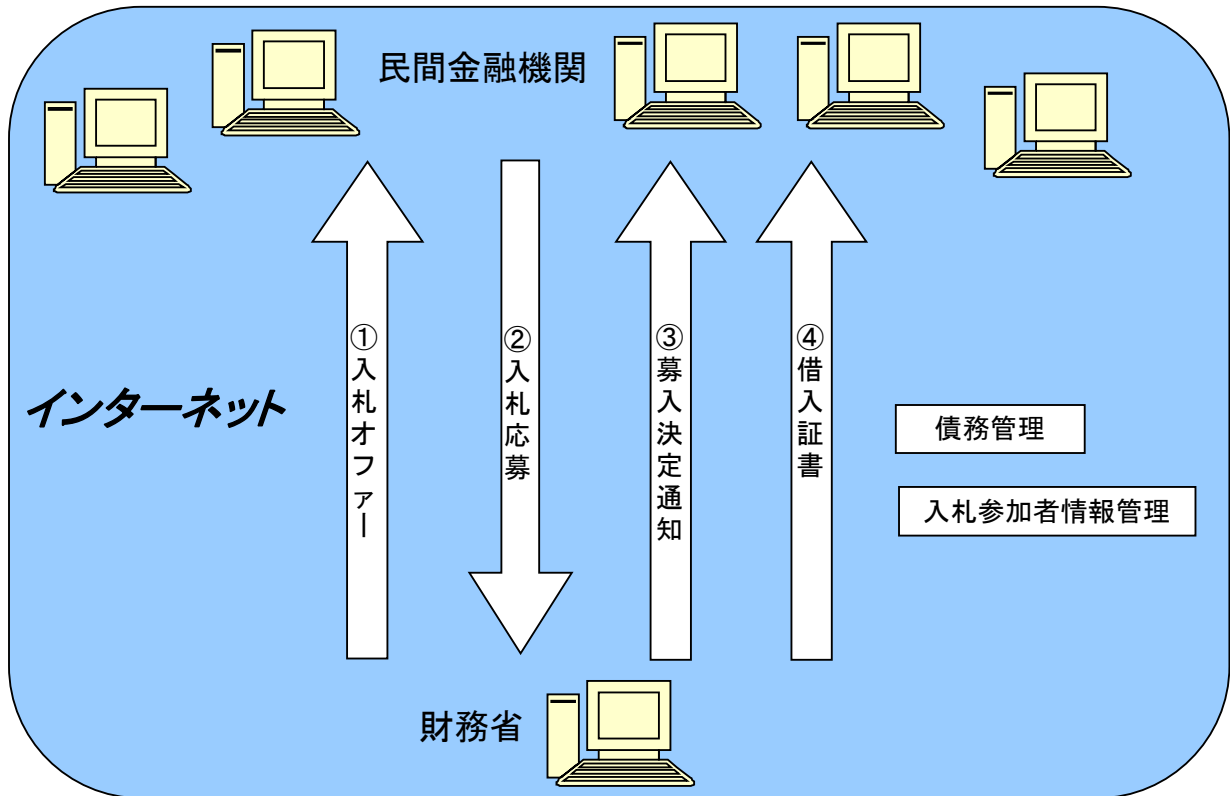 民間金融機関
①入札オファー
②入札応募
③募入決定通知
④借入証書
インターネット
債務管理
入札参加者情報管理
財務省